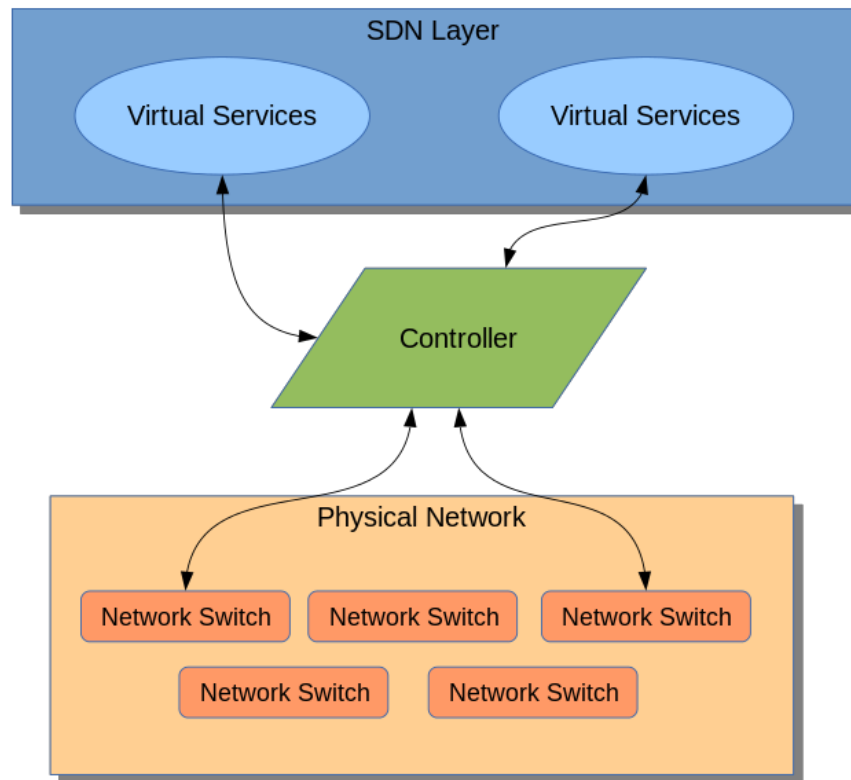 SDN Layer
Virtual Services
Virtual Services
Controller
Physical Network
Network Switch
Network Switch
Network Switch
Network Switch
Network Switch